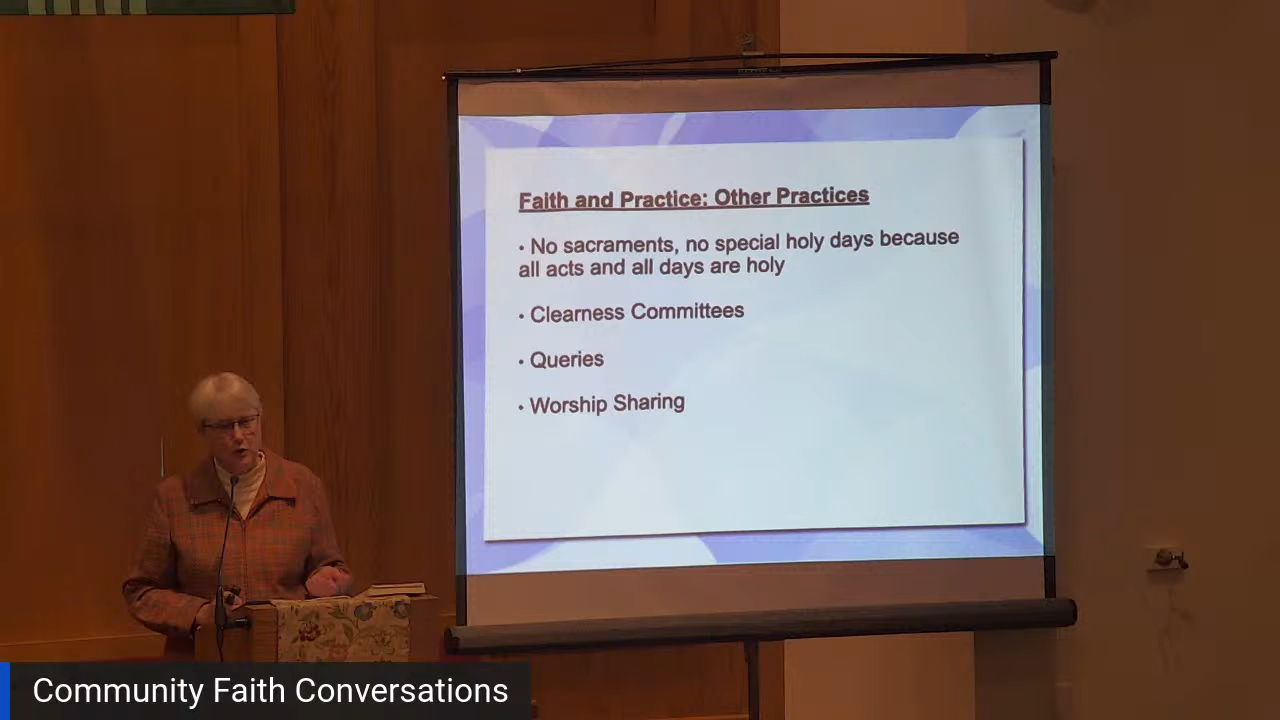 Faith and Practice: Other Practices
• No sacraments, no special holy days because
all acts and all days are holy
• Clearness Committees
• Queries
• Worship Sharing
Community Faith Conversations